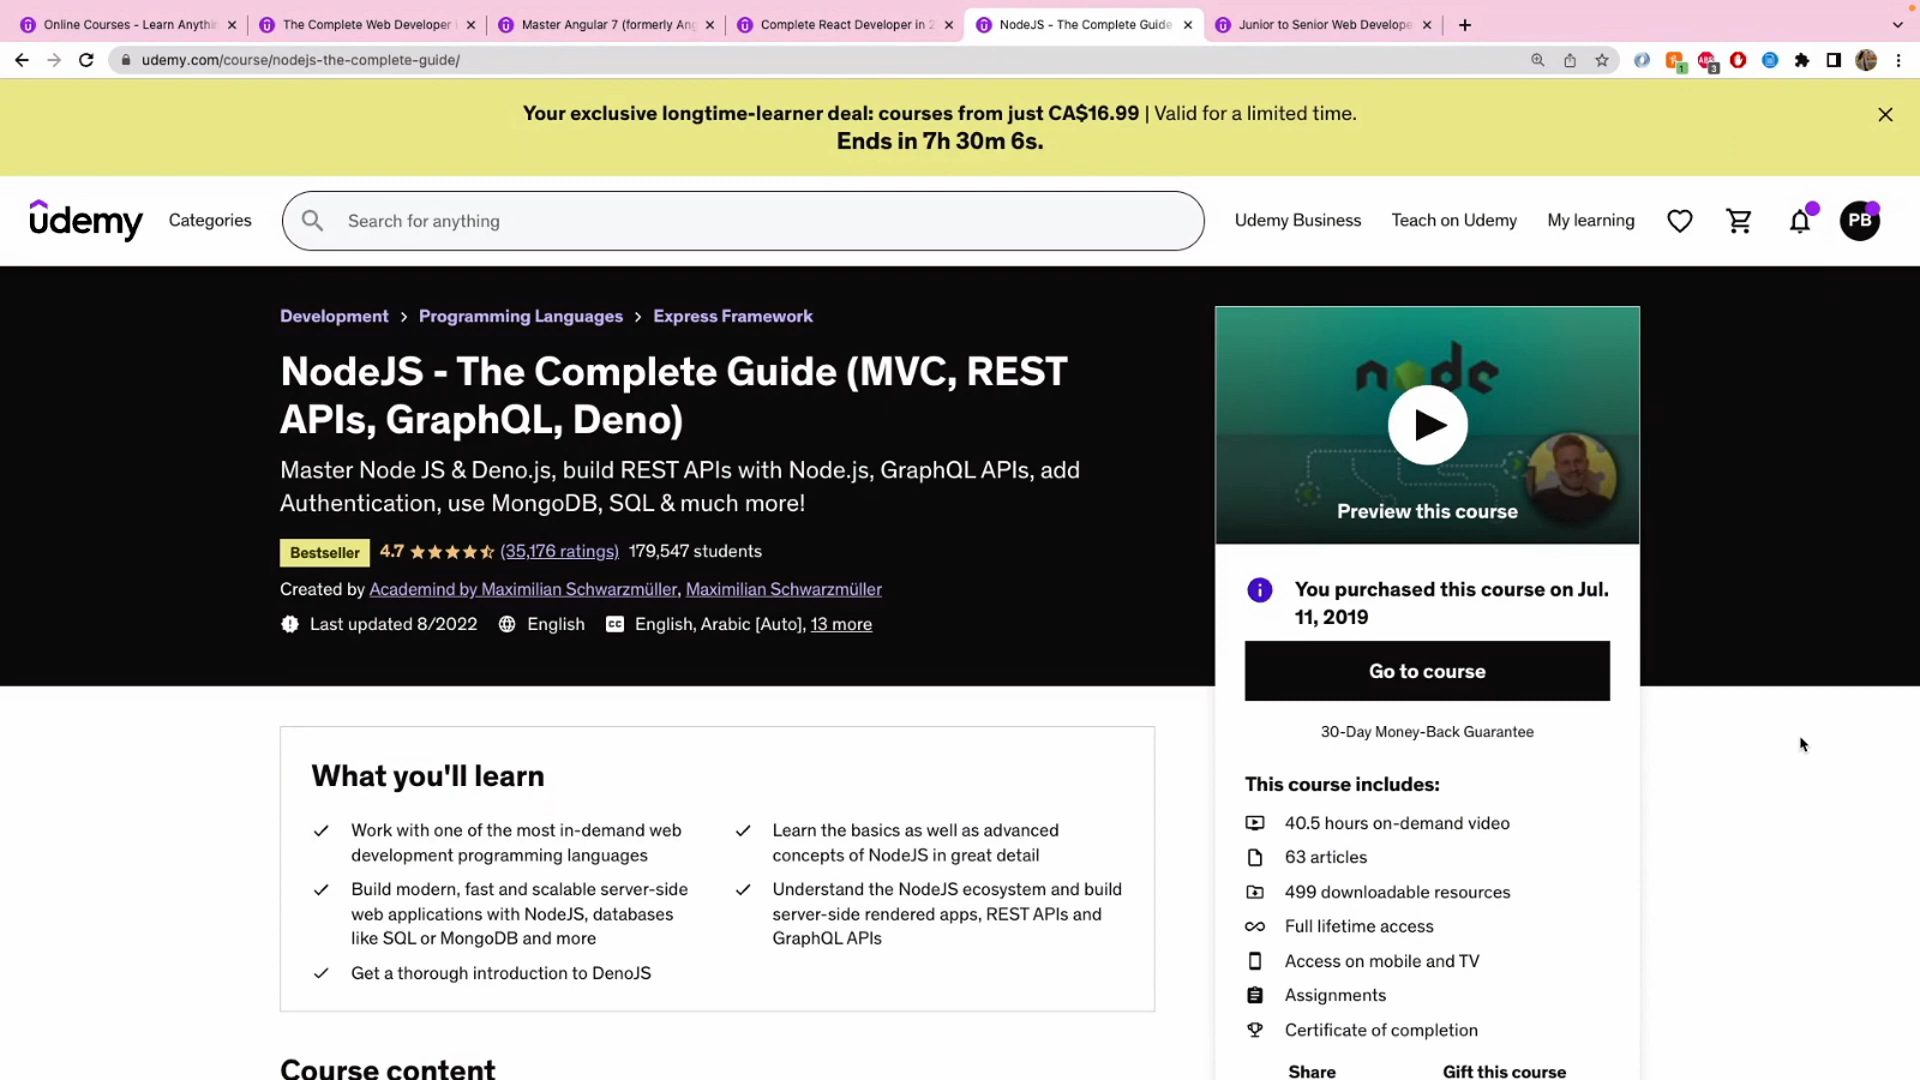 Online Courses - Learn Anythi
The Complete Web Developer
Master Angular 7 (formerly Ang
Complete React Developer in 2
NodeJS - The Complete Guide
Junior to Senior Web Develope
udemy.com/course/nodejs-the-complete-guide/
Your exclusive longtime-learner deal: courses from just CA$16.99 | Valid for a limited time.
Ends in 7h 30m 6s.
udemy
Categories
Search for anything
Udemy Business
Teach on Udemy
My learning
PB
Development > Programming Languages > Express Framework
NodeJS - The Complete Guide (MVC, REST
APIs, GraphQL, Deno)
Master Node JS & Deno.js, build REST APIs with Node.js, GraphQL APIs, add
Authentication, use MongoDB, SQL & much more!
Bestseller 4.7 (35,176 ratings) 179,547 students
Created by Academind by Maximilian Schwarzmüller, Maximilian Schwarzmüller
Last updated 8/2022 English CC English, Arabic [Auto], 13 more
node
Preview this course
You purchased this course on Jul.
11, 2019
Go to course
30-Day Money-Back Guarantee
This course includes:
40.5 hours on-demand video
63 articles
499 downloadable resources
Full lifetime access
Access on mobile and TV
Assignments
Certificate of completion
Share
Gift this course
What you'll learn
Work with one of the most in-demand web
development programming languages
Build modern, fast and scalable server-side
web applications with NodeJS, databases
like SQL or MongoDB and more
Get a thorough introduction to DenoJS
Learn the basics as well as advanced
concepts of NodeJS in great detail
Understand the NodeJS ecosystem and build
server-side rendered apps, REST APIs and
GraphQL APIs
Course content